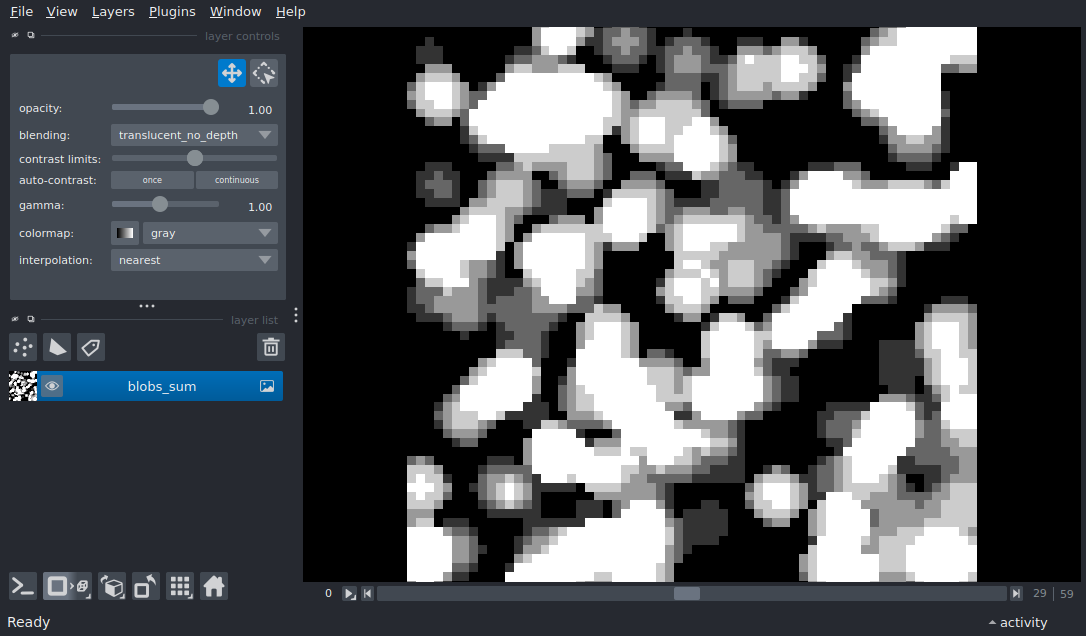 File View Layers Plugins Window Help
layer controls
opacity: 1.00
blending: translucent_no_depth
contrast limits:
auto-contrast: once continuous
gamma: 1.00
colormap: gray
interpolation: nearest
layer list
blobs_sum
0 29 59
Ready activity